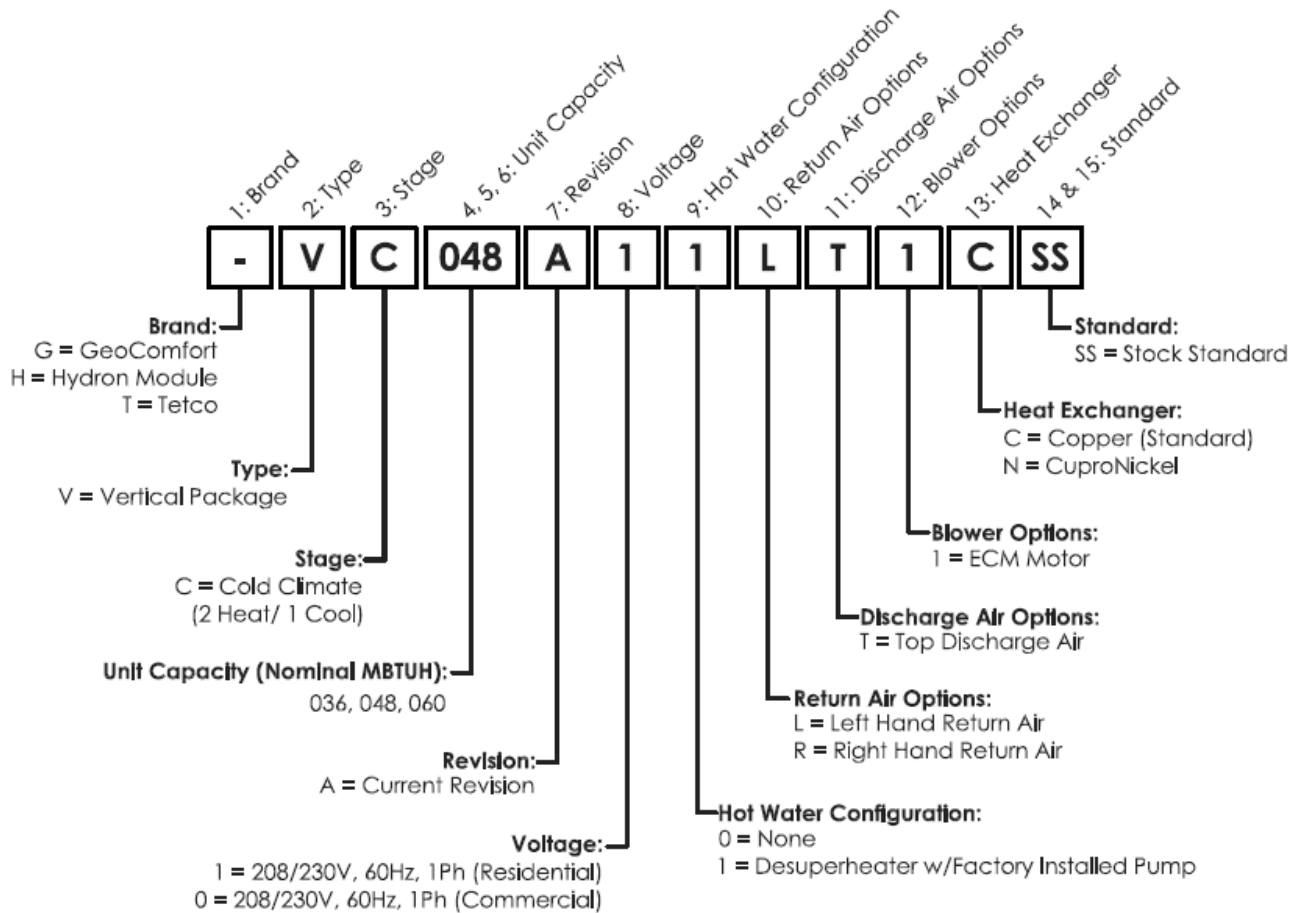 1: Brand
2: Type
3: Stage
4, 5, 6: Unit Capacity
7: Revision
8: Voltage
9: Hot Water Configuration
10: Return Air Options
11: Discharge Air Options
12: Blower Options
13: Heat Exchanger
14 & 15: Standard
- V C 048 A 1 1 L T 1 C SS
Brand:
G = GeoComfort
H = Hydron Module
T = Tetco
Type:
V = Vertical Package
Stage:
C = Cold Climate
(2 Heat/ 1 Cool)
Unit Capacity (Nominal MBTUH):
036, 048, 060
Revision:
A = Current Revision
Voltage:
1 = 208/230V, 60Hz, 1Ph (Residential)
0 = 208/230V, 60Hz, 1Ph (Commercial)
Standard:
SS = Stock Standard
Heat Exchanger:
C = Copper (Standard)
N = CuproNickel
Blower Options:
1 = ECM Motor
Discharge Air Options:
T = Top Discharge Air
Return Air Options:
L = Left Hand Return Air
R = Right Hand Return Air
Hot Water Configuration:
0 = None
1 = Desuperheater w/Factory Installed Pump